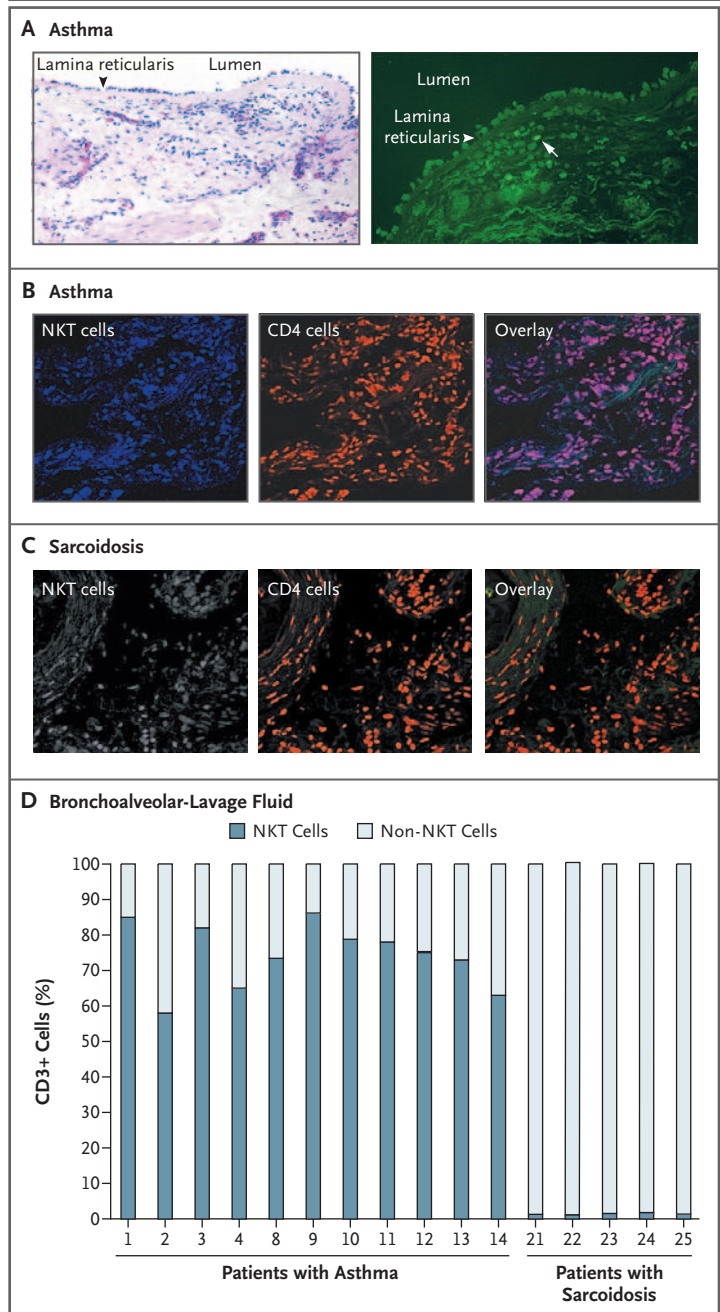 A Asthma
Lamina reticularis
Lumen
Lumen
Lamina
reticularis
B Asthma
NKT cells
CD4 cells
Overlay
C Sarcoidosis
NKT cells
CD4 cells
Overlay
D Bronchoalveolar-Lavage Fluid
NKT Cells
Non-NKT Cells
CD3+ Cells (%)
100
90
80
70
60
50
40
30
20
10
0
1 2 3 4 8 9 10 11 12 13 14 21 22 23 24 25
Patients with Asthma
Patients with
Sarcoidosis